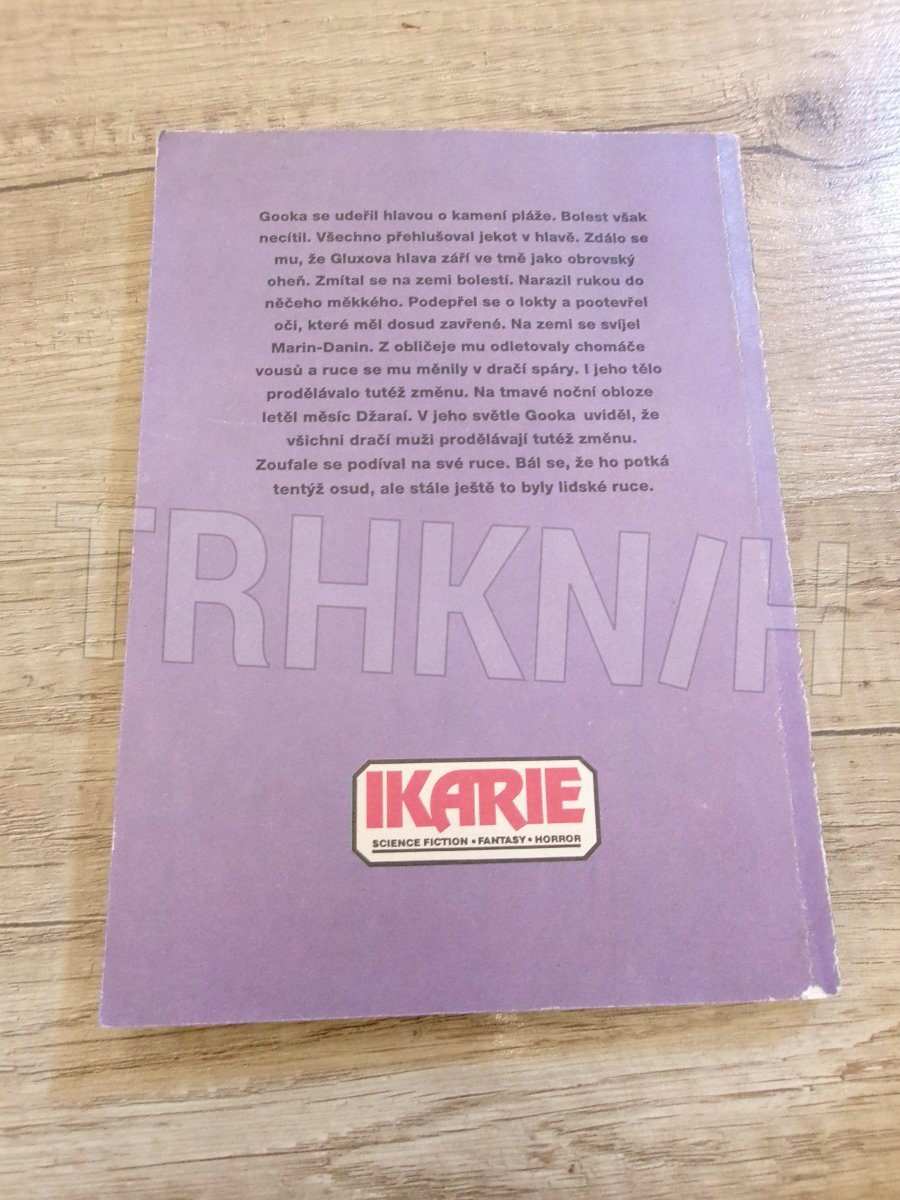 Gooka se udeřil hlavou o kamení pláže. Bolest však
necítil. Všechno přehlušoval jekot v hlavě. Zdálo se
mu, že Gluxova hlava září ve tmě jako obrovský
oheň. Zmítal se na zemi bolestí. Narazil rukou do
něčeho měkkého. Podepřel se o lokty a pootevřel
oči, které měl dosud zavřené. Na zemi se svíjel
Marin-Danin. Z obličeje mu odletovaly chomáče
vousů a ruce se mu měnily v dračí spáry. I jeho tělo
prodělávalo tutéž změnu. Na tmavé noční obloze
letěl měsíc Džaraí. V jeho světle Gooka uviděl, že
všichni dračí muži prodělávají tutéž změnu.
Zoufale se podíval na své ruce. Bál se, že ho potká
tentýž osud, ale stále ještě to byly lidské ruce.
TRHKN/H
IKARIE
SCIENCE FICTION • FANTASY • HORROR